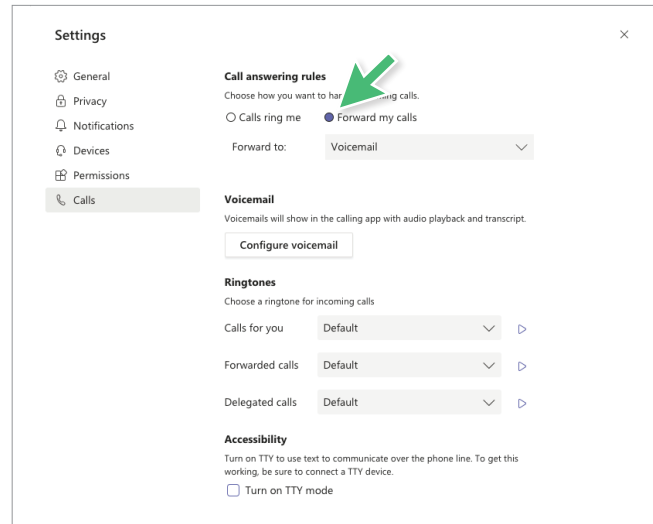 Settings
General
Privacy
Notifications
Devices
Permissions
Calls
Call answering rules
Choose how you want to ing calls.
Calls ring me Forward my calls
Forward to: Voicemail
Voicemail
Voicemails will show in the calling app with audio playback and transcript.
Configure voicemail
Ringtones
Choose a ringtone for incoming calls
Calls for you Default
Forwarded calls Default
Delegated calls Default
Accessibility
Turn on TTY to use text to communicate over the phone line. To get this
working, be sure to connect a TTY device.
Turn on TTY mode